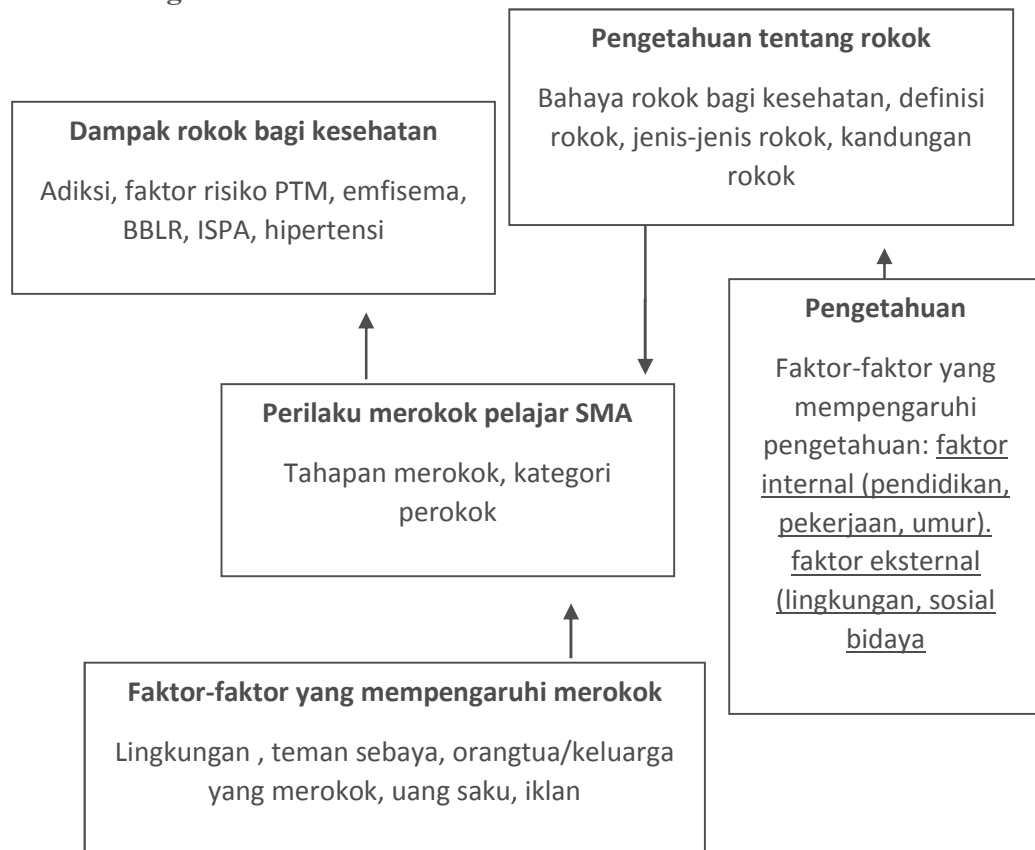 Pengetahuan tentang rokok
Bahaya rokok bagi kesehatan, definisi
rokok, jenis-jenis rokok, kandungan
rokok
Dampak rokok bagi kesehatan
Adiksi, faktor risiko PTM, emfisema,
BBLR, ISPA, hipertensi
Pengetahuan
Faktor-faktor yang
mempengaruhi
pengetahuan: faktor
internal (pendidikan,
pekerjaan, umur).
faktor eksternal
(lingkungan, sosial
bidaya
Perilaku merokok pelajar SMA
Tahapan merokok, kategori
perokok
Faktor-faktor yang mempengaruhi merokok
Lingkungan , teman sebaya, orangtua/keluarga
yang merokok, uang saku, iklan